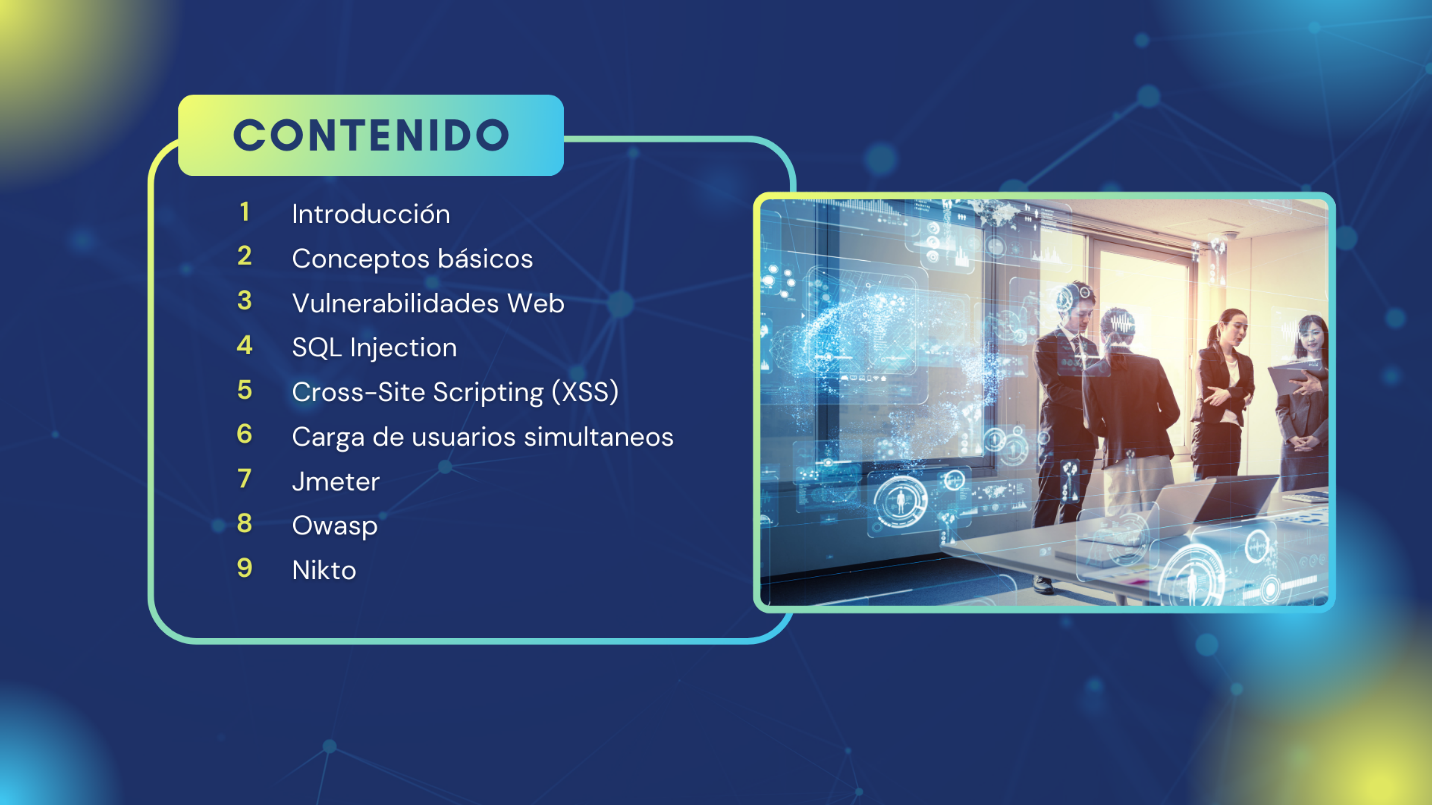 CONTENIDO
1 Introducción
2 Conceptos básicos
3 Vulnerabilidades Web
4 SQL Injection
5 Cross-Site Scripting (XSS)
6 Carga de usuarios simultaneos
7 Jmeter
8 Owasp
9 Nikto